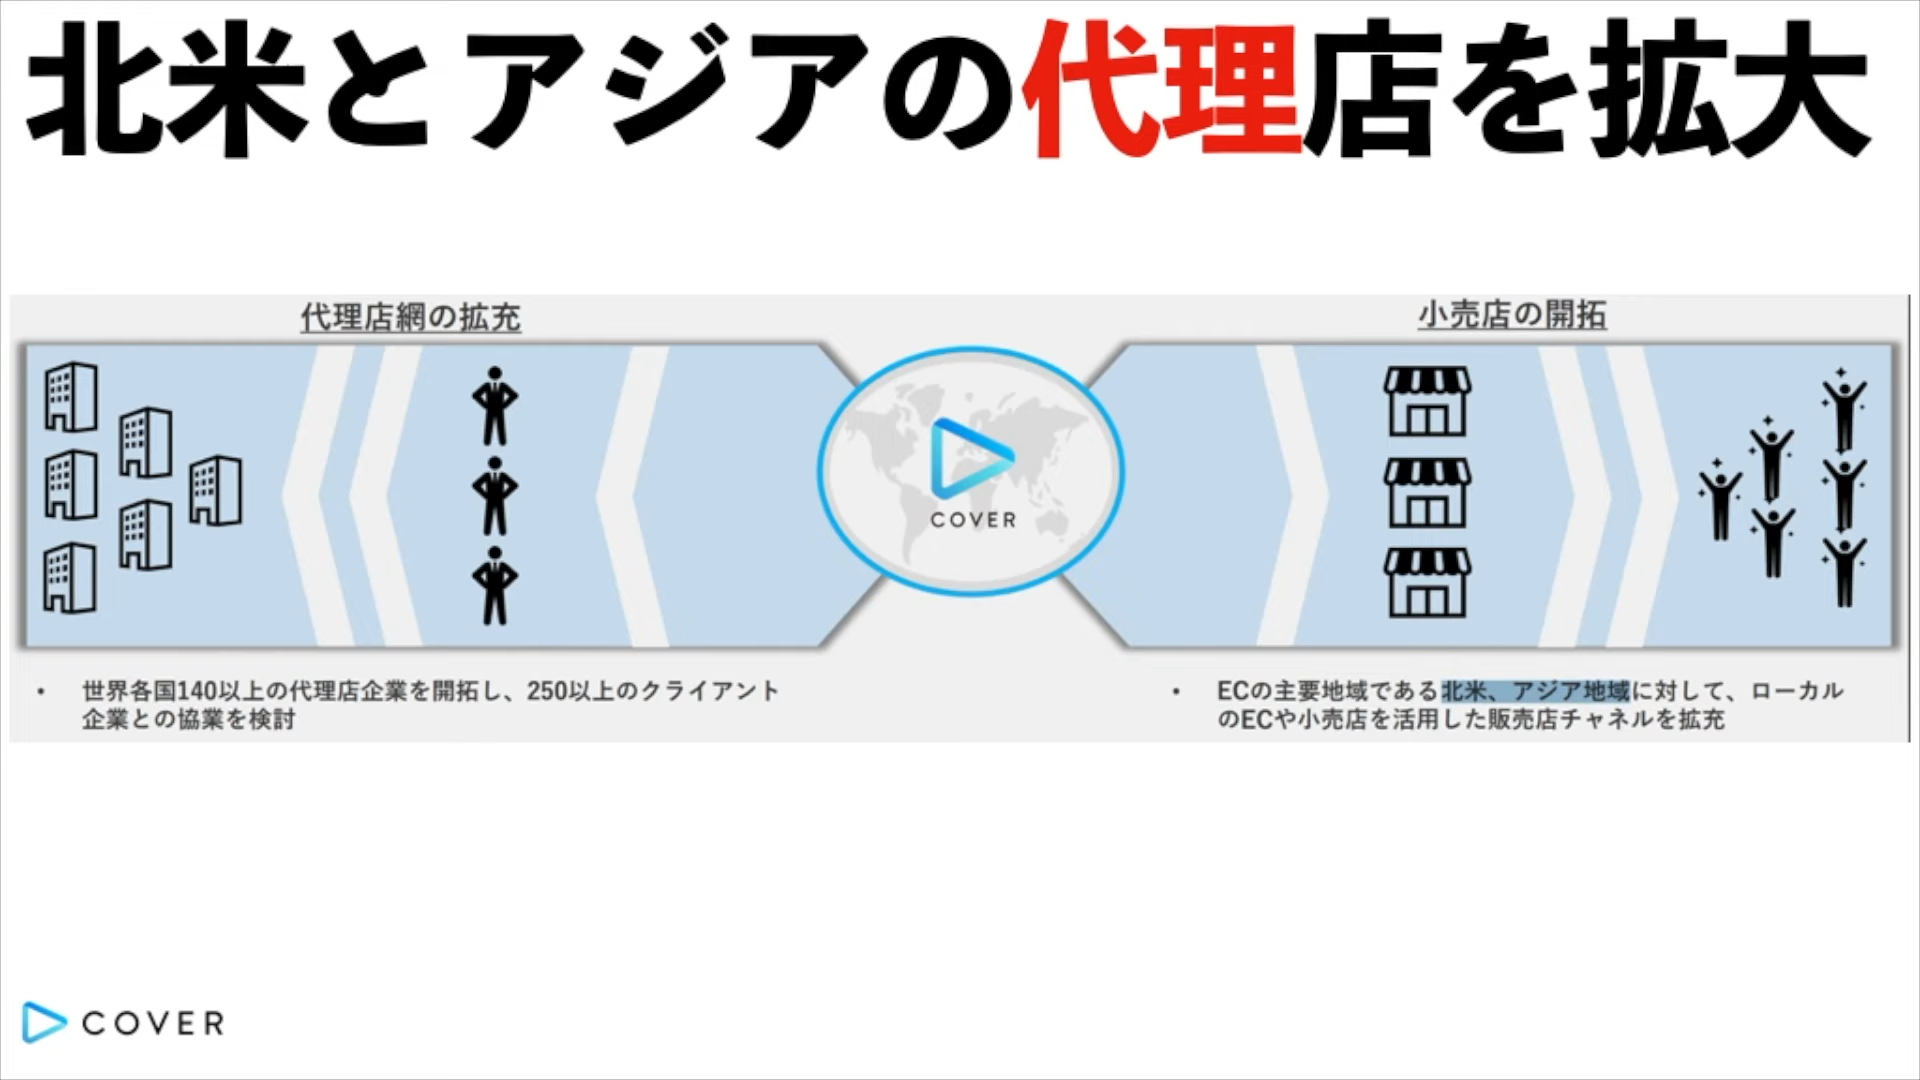 北米とアジアの代理店を拡大
代理店網の拡充
小売店の開拓
COVER
• 世界各国140以上の代理店企業を開拓し、250以上のクライアント
企業との協業を検討
• ECの主要地域である北米、アジア地域に対して、ローカル
のECや小売店を活用した販売店チャネルを拡充
COVER